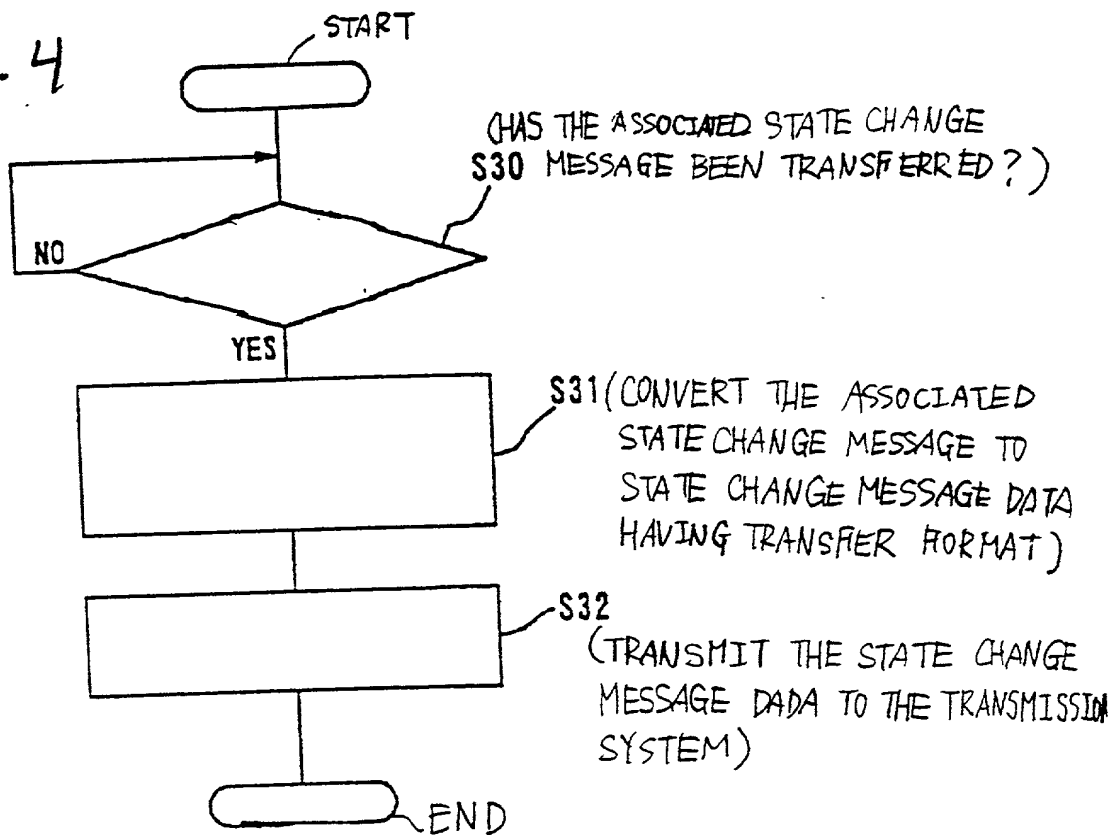 . 4
START
(HAS THE ASSOCIATED STATE CHANGE
S30 MESSAGE BEEN TRANSFERRED?)
NO
YES
S31 (CONVERT THE ASSOCIATED
STATE CHANGE MESSAGE TO
STATE CHANGE MESSAGE DATA
HAVING TRANSFER FORMAT)
S32
(TRANSMIT THE STATE CHANGE
MESSAGE DADA TO THE TRANSMISSION
SYSTEM)
END